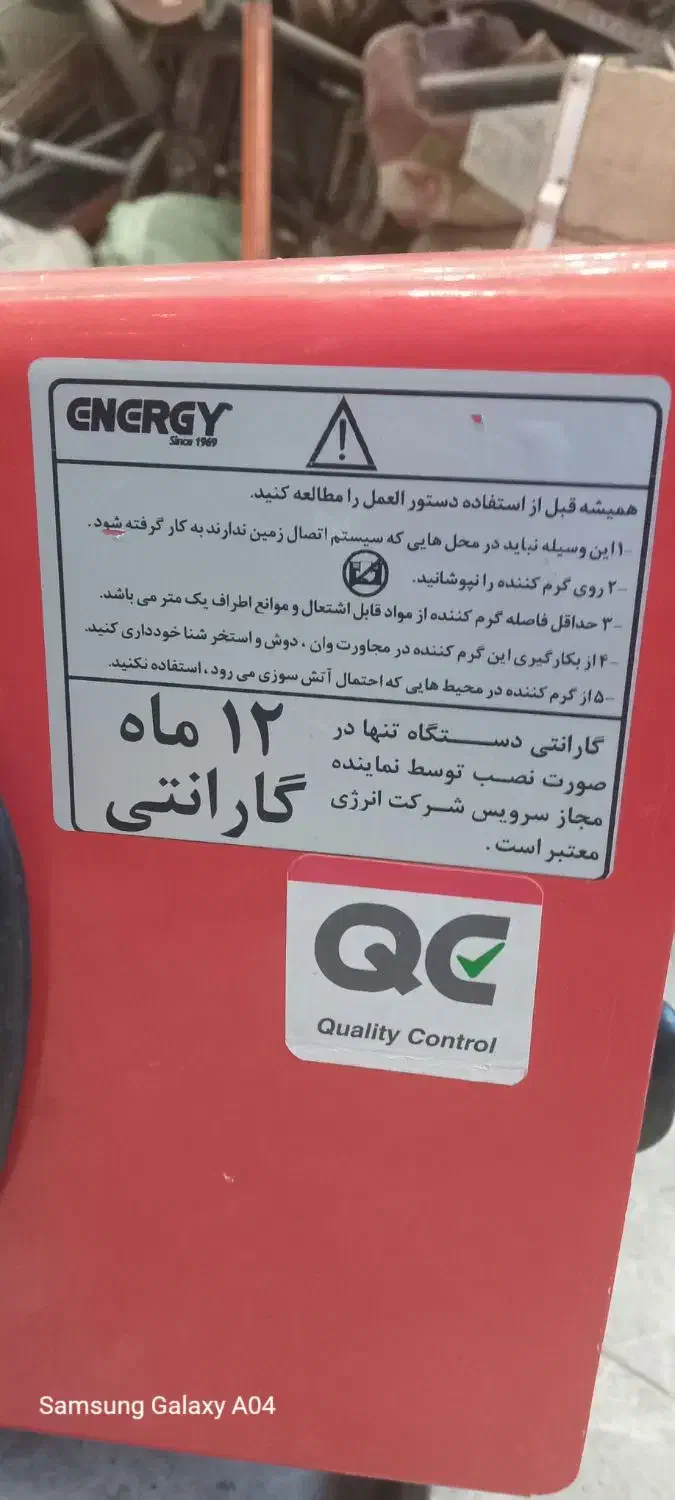 ENERGY
Since 1969
همیشه قبل از استفاده دستور العمل را مطالعه کنید.
۱- این وسیله نباید در محل هایی که سیستم اتصال زمین ندارند به کار گرفته شود.
۲- روی گرم کننده را نپوشانید.
۳- حداقل فاصله گرم کننده از مواد قابل اشتعال و موانع اطراف یک متر می باشد.
۴- از بکارگیری این گرم کننده در مجاورت وان ، دوش و استخر شنا خودداری کنید.
۵- از گرم کننده در محیط هایی که احتمال آتش سوزی می رود ، استفاده نکنید.
گارانتی دستگاه تنها در
صورت نصب توسط نماینده
مجاز سرویس شرکت انرژی
معتبر است .
۱۲ ماه
گارانتی
QC
Quality Control
Samsung Galaxy A04